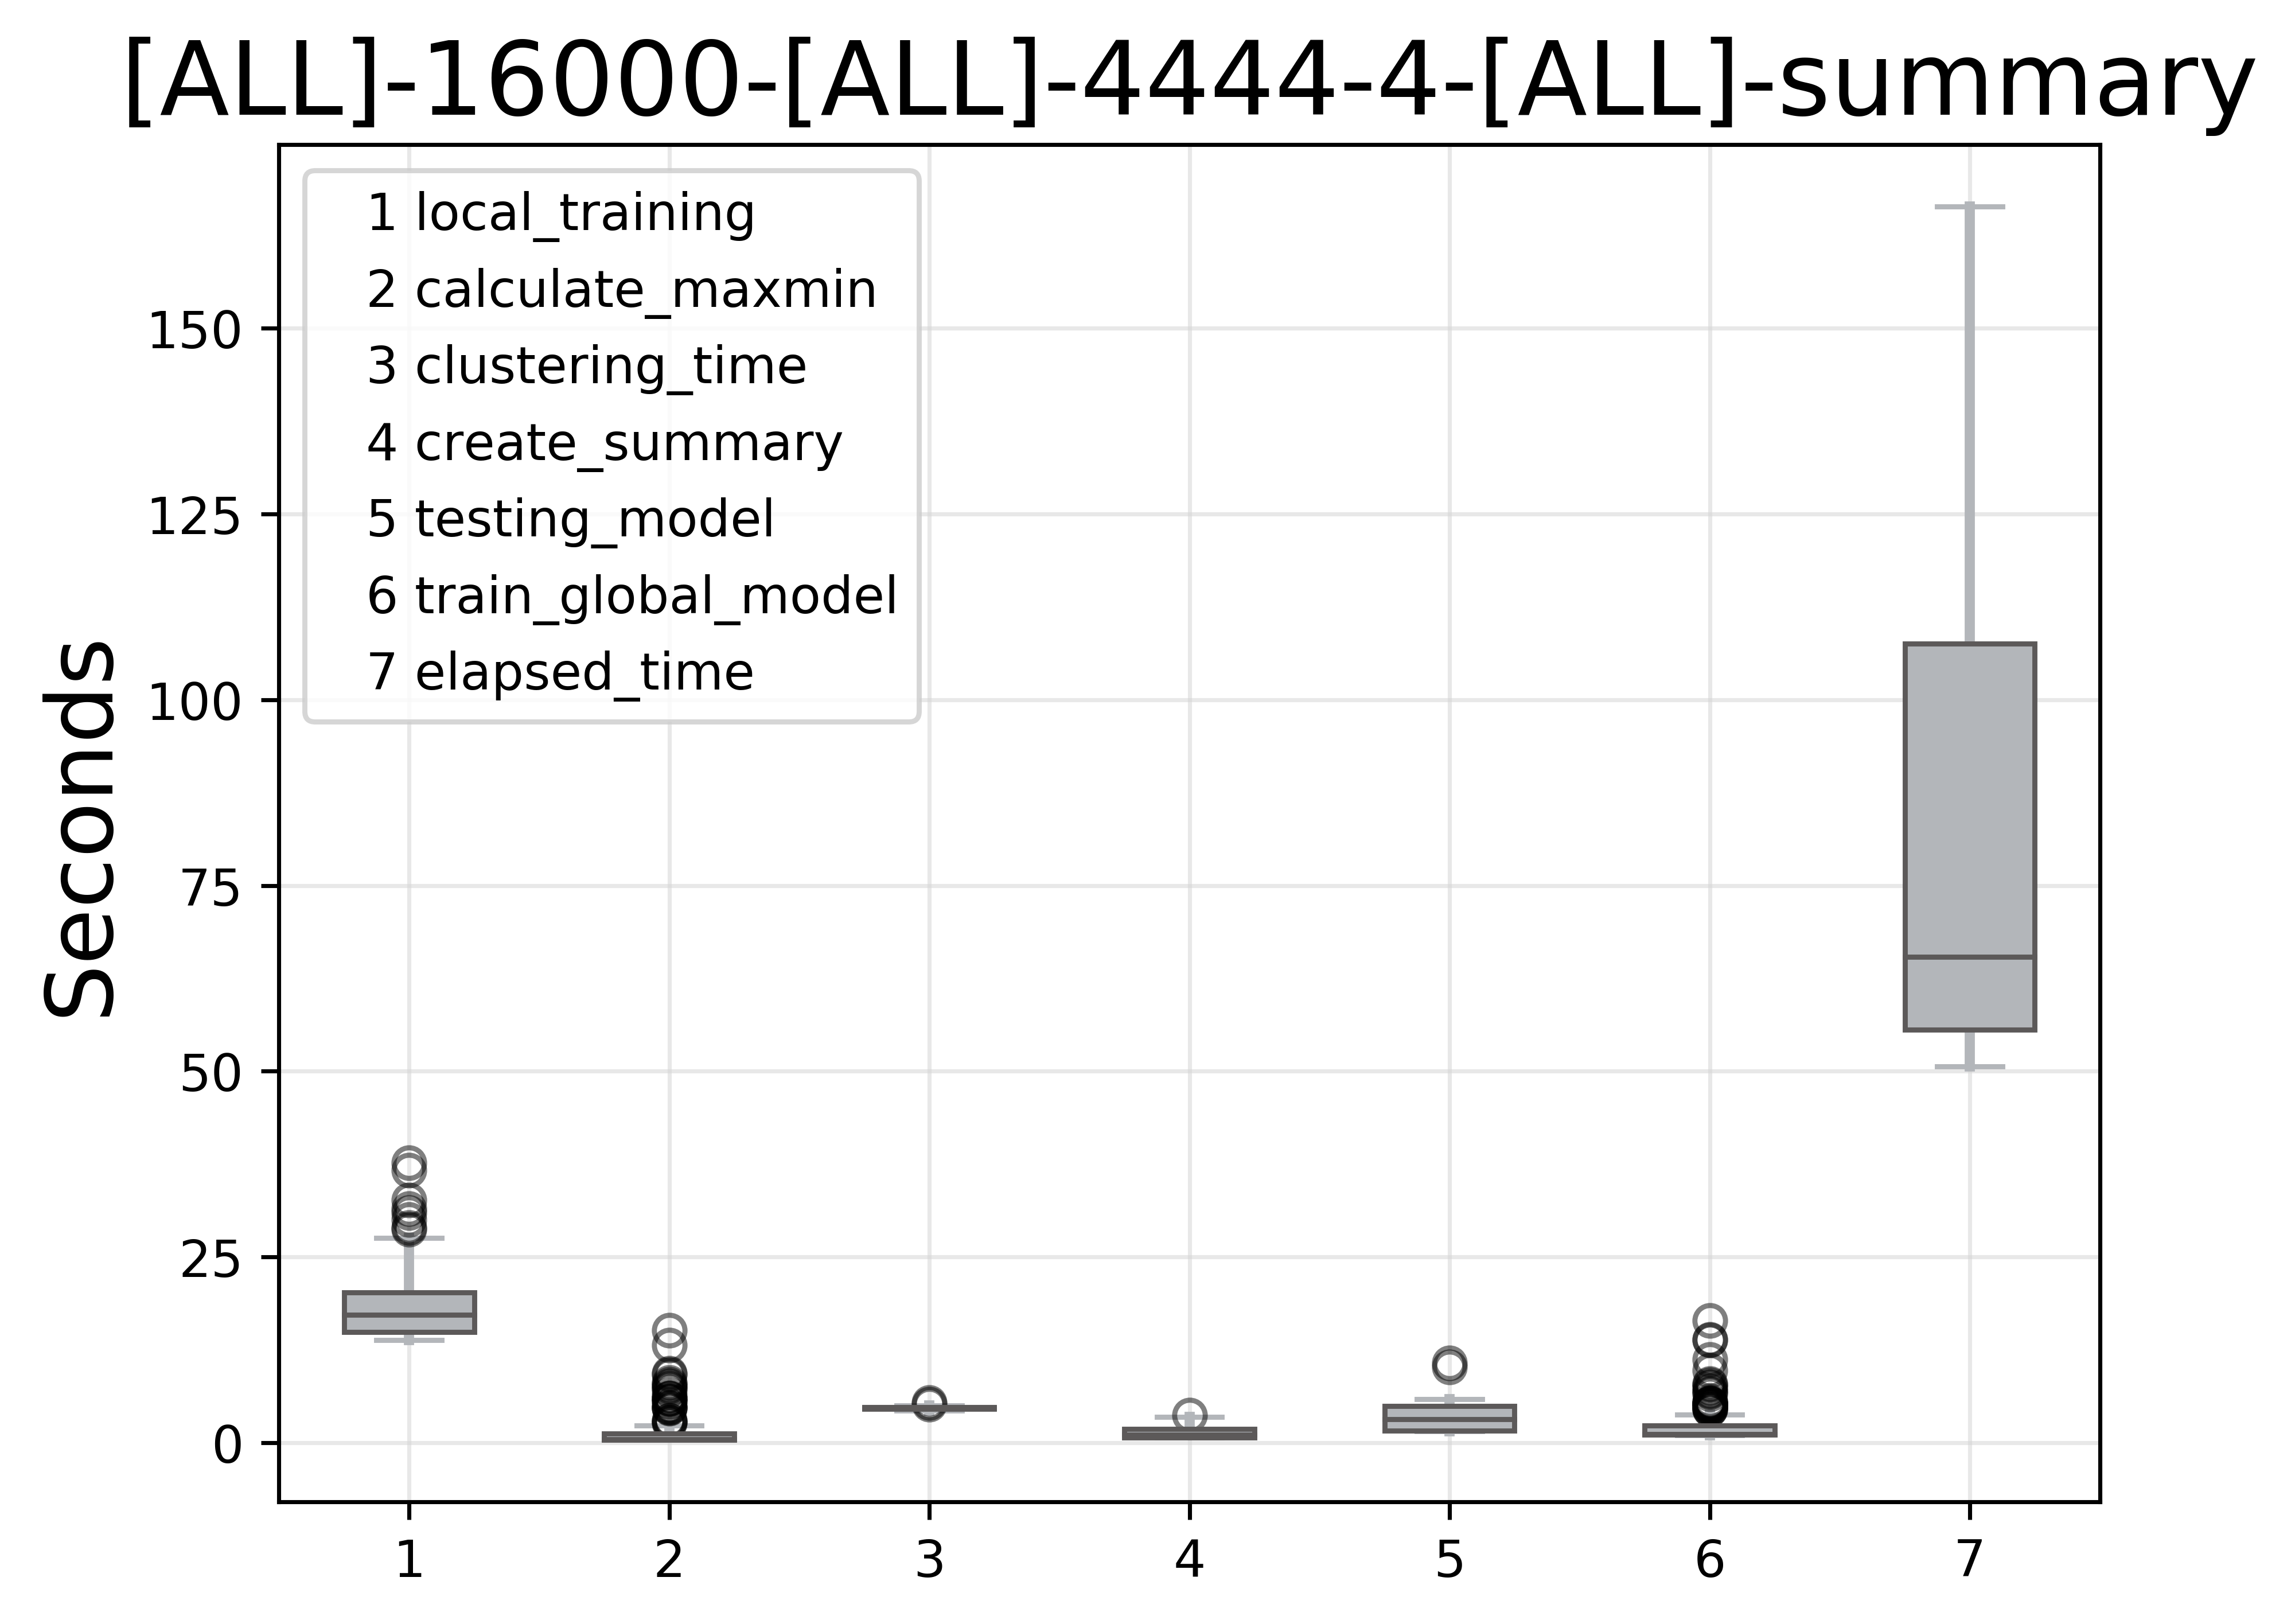 [ALL]-16000-[ALL]-4444-4-[ALL]-summary
1 local_training
2 calculate_maxmin
3 clustering_time
4 create_summary
5 testing_model
6 train_global_model
7 elapsed_time
Seconds
150
125
100
75
50
25
0
1 2 3 4 5 6 7